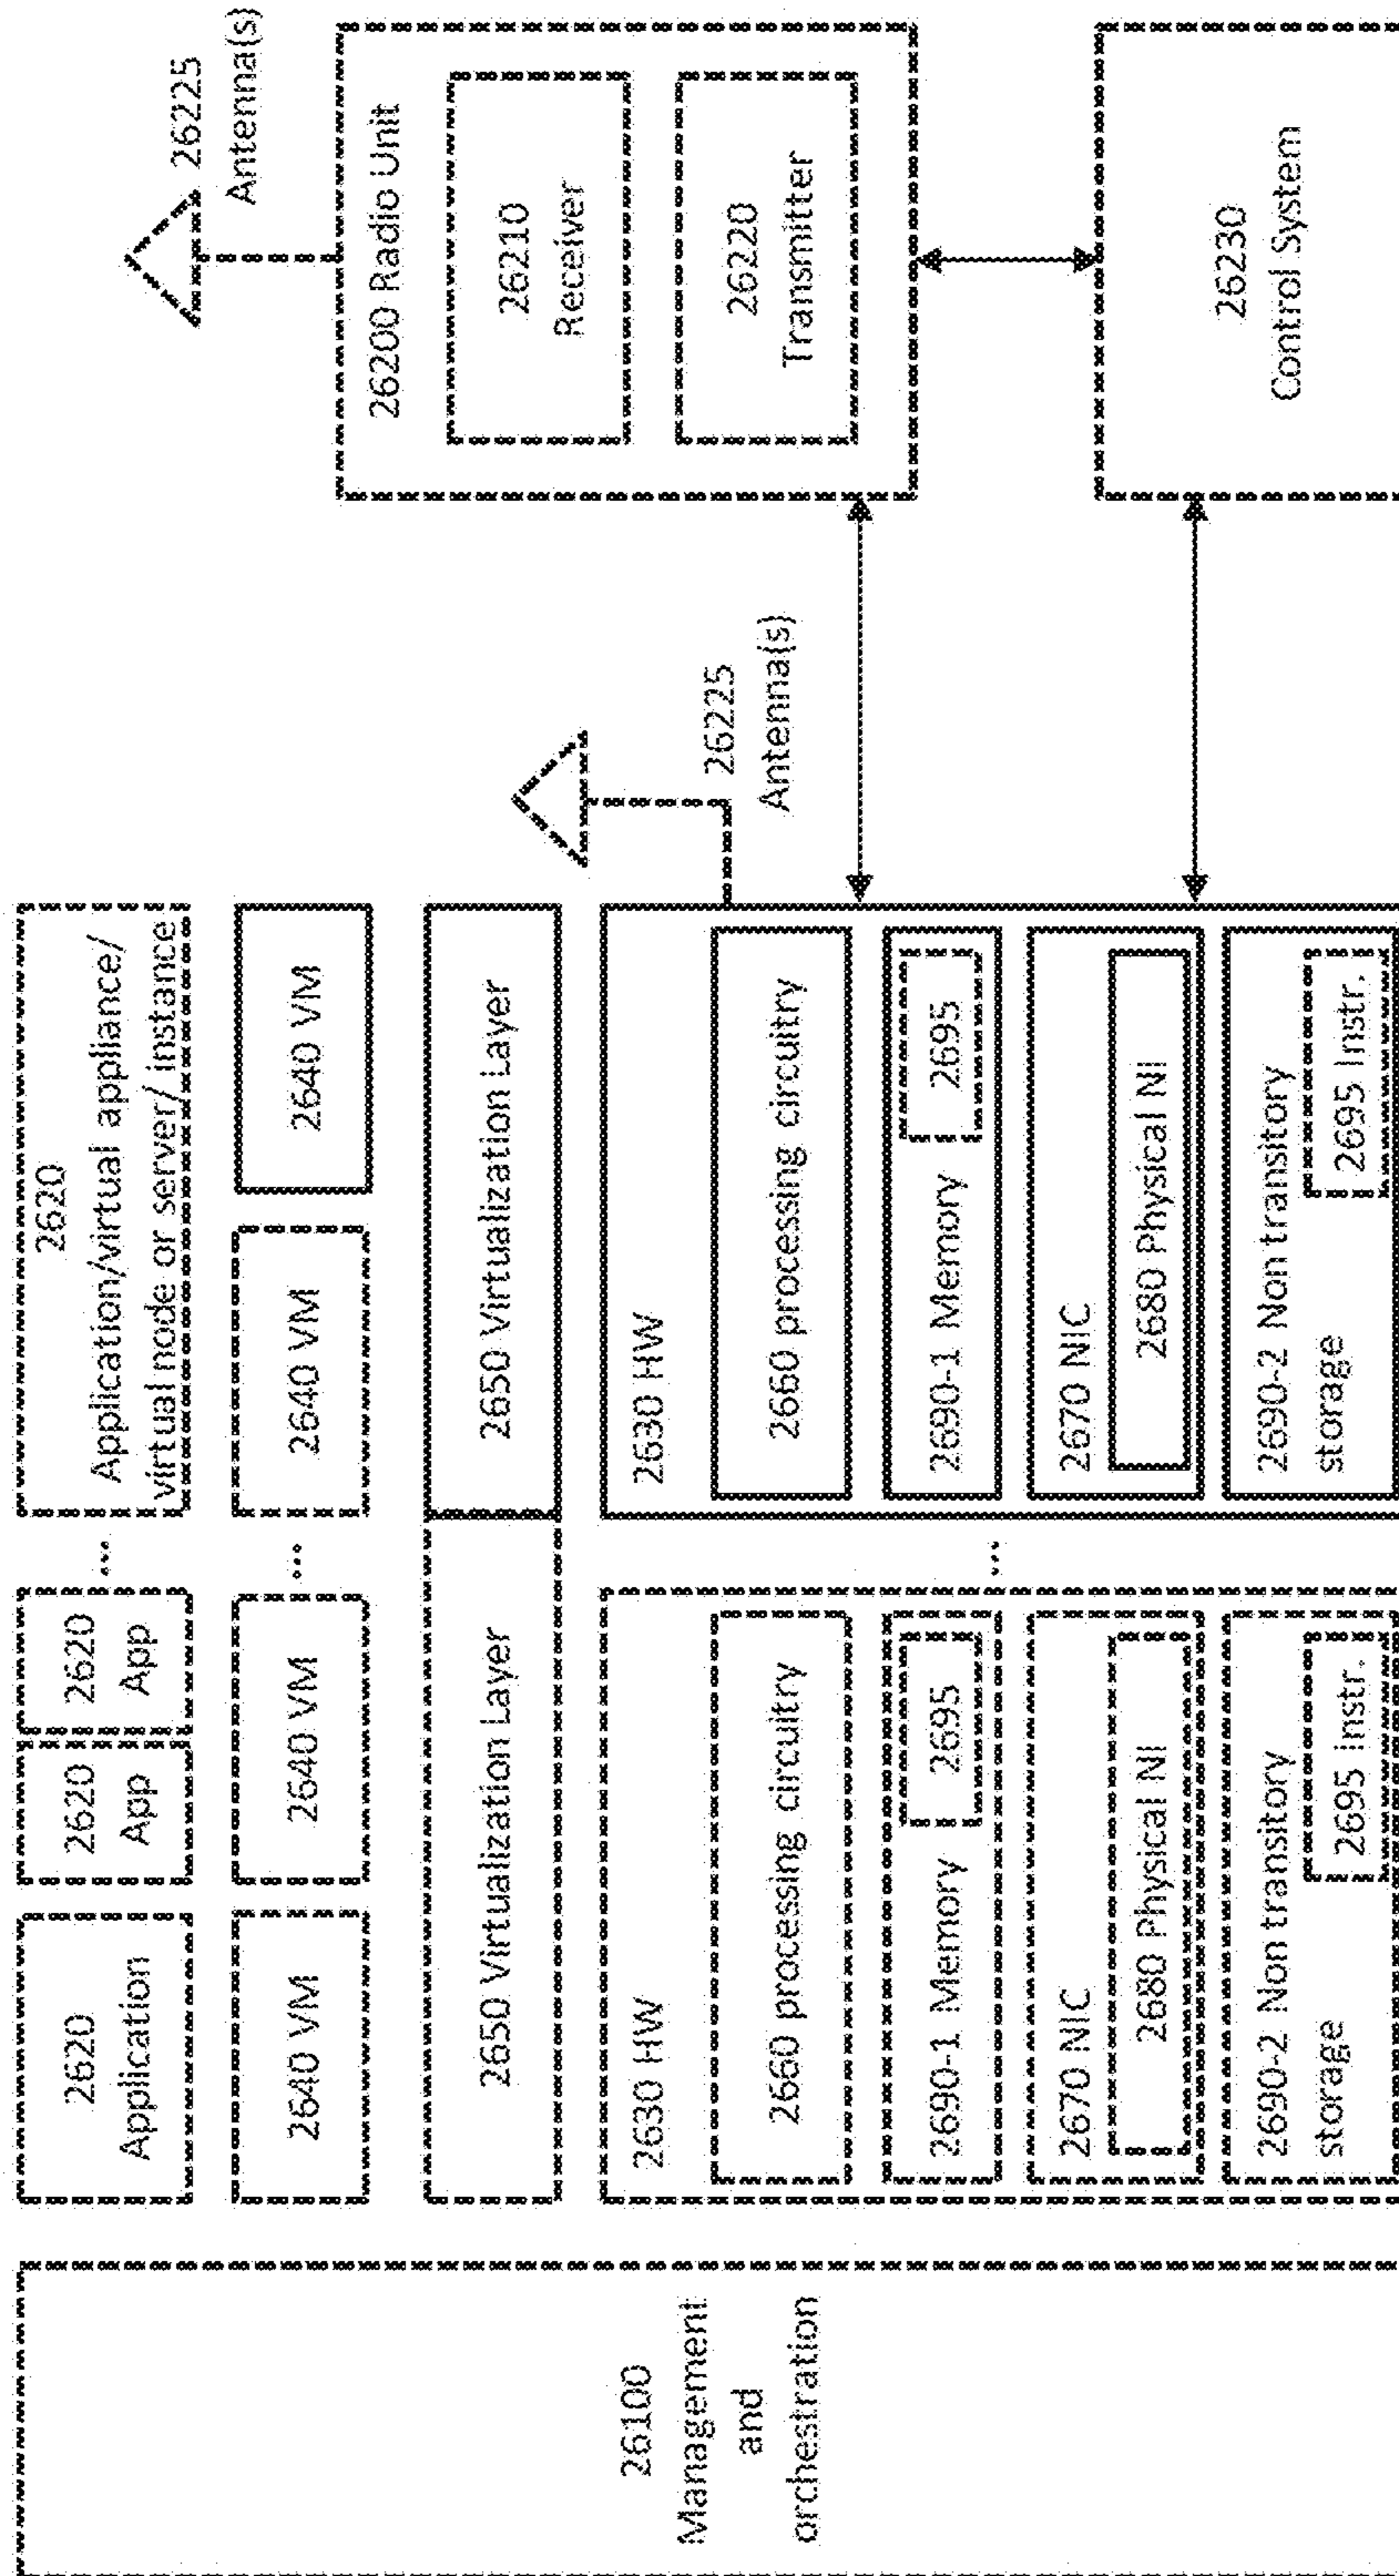 26100
Management
and
orchestration
2620
Application
2620
App
2620
App
...
2620
Application/virtual appliance/
virtual node or server/ instance
2640 VM
2640 VM
...
2640 VM
2640 VM
2650 Virtualization Layer
2650 Virtualization Layer
2630 HW
2660 processing circuitry
2690-1 Memory
2695
2670 NIC
2680 Physical NI
2690-2 Non transitory
storage
2695 Instr.
...
2630 HW
2660 processing circuitry
2690-1 Memory
2695
2670 NIC
2680 Physical NI
2690-2 Non transitory
storage
2695 Instr.
26225
Antenna(s)
26225
Antenna(s)
26200 Radio Unit
26210
Receiver
26220
Transmitter
26230
Control System